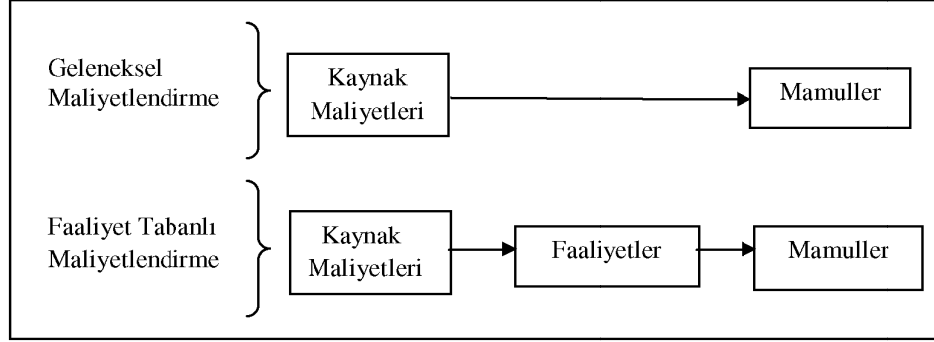 Geleneksel
Maliyetlendirme
Kaynak
Maliyetleri
Mamuller
Faaliyet Tabanlı
Maliyetlendirme
Kaynak
Maliyetleri
Faaliyetler
Mamuller